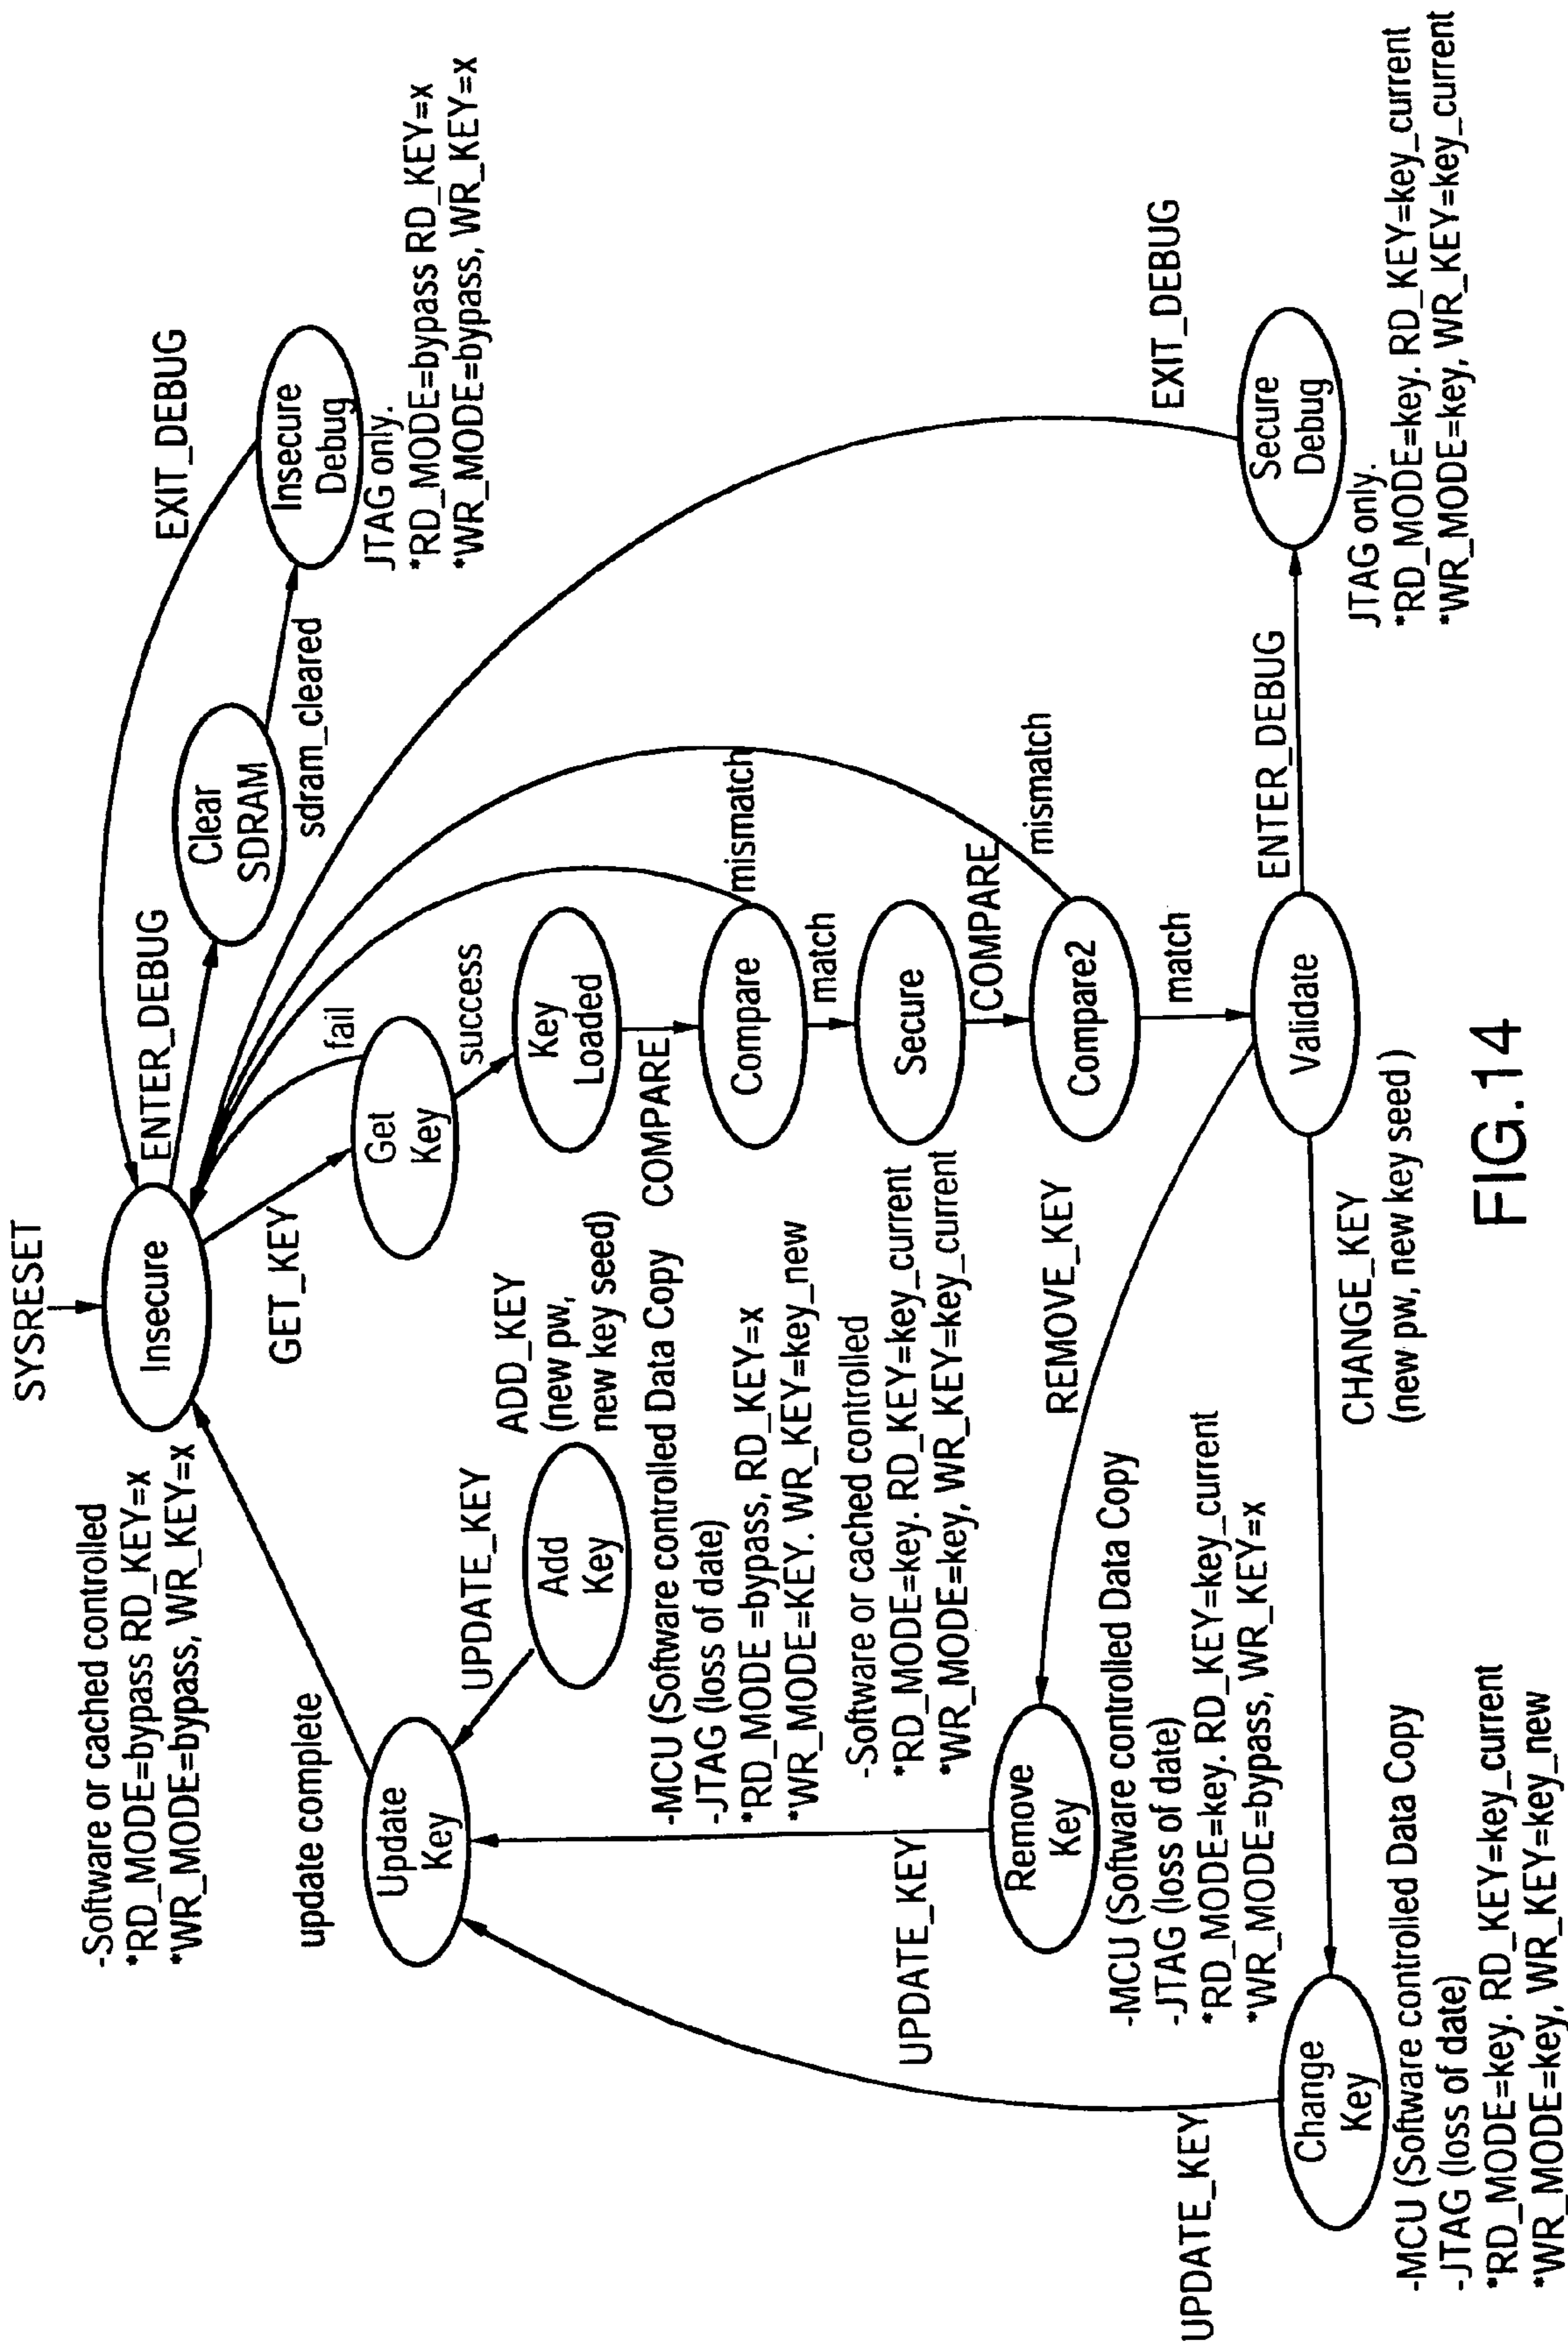 SYSRESET
Insecure
-Software or cached controlled
*RD_MODE=bypass RD_KEY=x
*WR_MODE=bypass, WR_KEY=x
ENTER_DEBUG
Clear
SDRAM
sdram_cleared
EXIT_DEBUG
Insecure
Debug
JTAG only.
*RD_MODE=bypass RD_KEY=x
*WR_MODE=bypass, WR_KEY=x
GET_KEY
Get
Key
fail
success
Key
Loaded
COMPARE
Compare
mismatch
match
Secure
-Software or cached controlled
*RD_MODE=key. RD_KEY=key_current
*WR_MODE=key, WR_KEY=key_current
COMPARE
Compare2
mismatch
match
Validate
ENTER_DEBUG
Secure
Debug
EXIT_DEBUG
JTAG only.
*RD_MODE=key. RD_KEY=key_current
*WR_MODE=key, WR_KEY=key_current
update complete
Update
Key
UPDATE_KEY
Add
Key
ADD_KEY
(new pw,
new key seed)
-MCU (Software controlled Data Copy
-JTAG (loss of date)
*RD_MODE =bypass, RD_KEY=x
*WR_MODE=KEY. WR_KEY=key_new
REMOVE_KEY
UPDATE_KEY
Remove
Key
-MCU (Software controlled Data Copy
-JTAG (loss of date)
*RD_MODE=key. RD_KEY=key_current
*WR_MODE=bypass, WR_KEY=x
CHANGE_KEY
(new pw, new key seed )
UPDATE_KEY
Change
Key
-MCU (Software controlled Data Copy
-JTAG (loss of date)
*RD_MODE=key. RD_KEY=key_current
*WR_MODE=key, WR_KEY=key_new
FIG.14